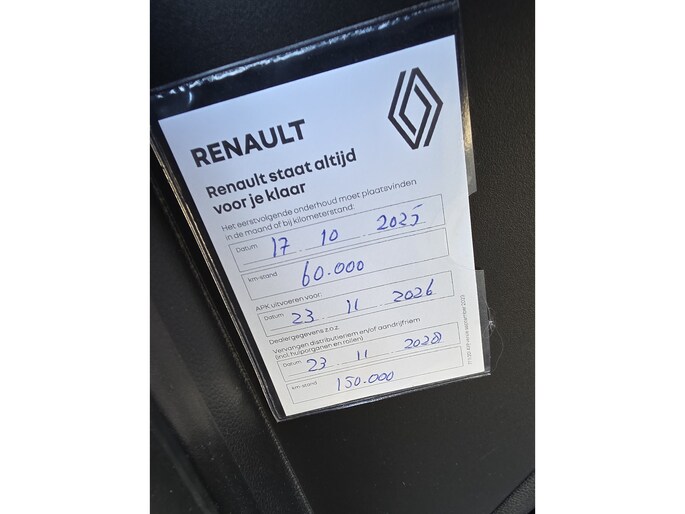 RENAULT
Renault staat altijd
voor je klaar
Het eerstvolgende onderhoud moet plaatsvinden
in de maand of bij kilometerstand:
Datum 17 10 2025
km-stand 60.000
APK uitvoeren voor:
Datum 23 11 2026
Dealergegevens z.o.z.
Vervangen distributieriem en/of aandrijfriem
(incl. hulporganen en rollen)
Datum 23 11 2028
km-stand 150.000